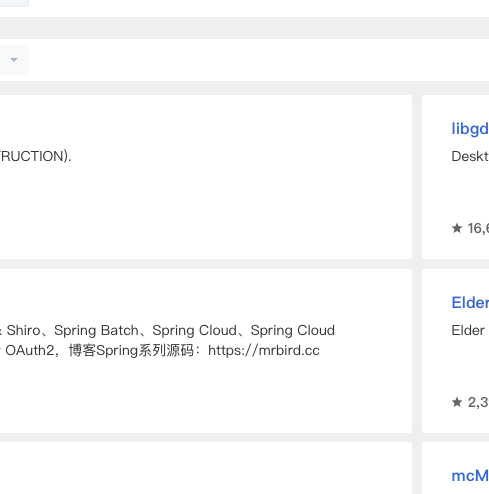 RUCTION).
Shiro、Spring Batch、Spring Cloud、Spring Cloud
OAuth2，博客Spring系列源码：https://mrbird.cc
libgd
Deskt
★ 16,
Elder
Elder
★ 2,3
mcM